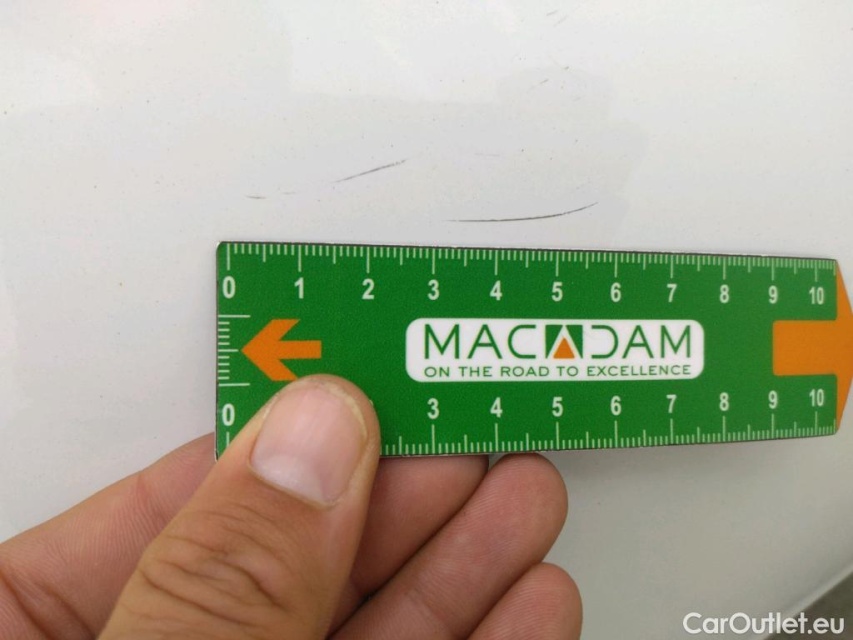 0 1 2 3 4 5 6 7 8 9 10
MACADAM
ON THE ROAD TO EXCELLENCE
0 3 4 5 6 7 8 9 10
CarOutlet.eu